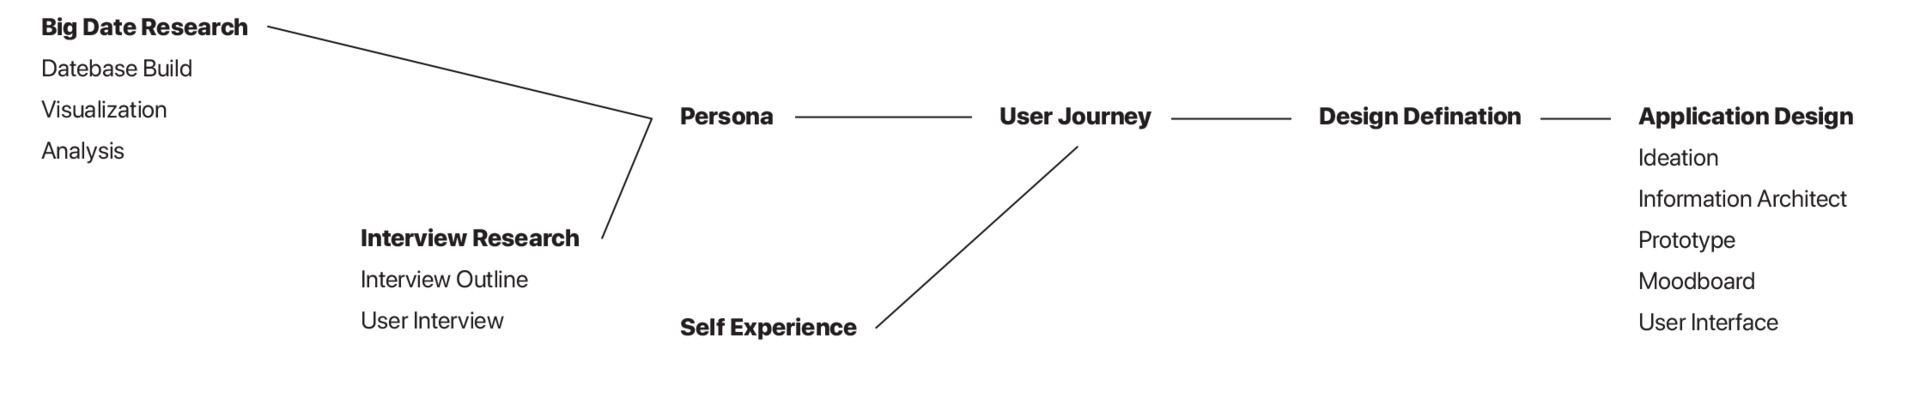 Big Date Research
Datebase Build
Visualization
Analysis
Interview Research
Interview Outline
User Interview
Persona
Self Experience
User Journey
Design Defination
Application Design
Ideation
Information Architect
Prototype
Moodboard
User Interface